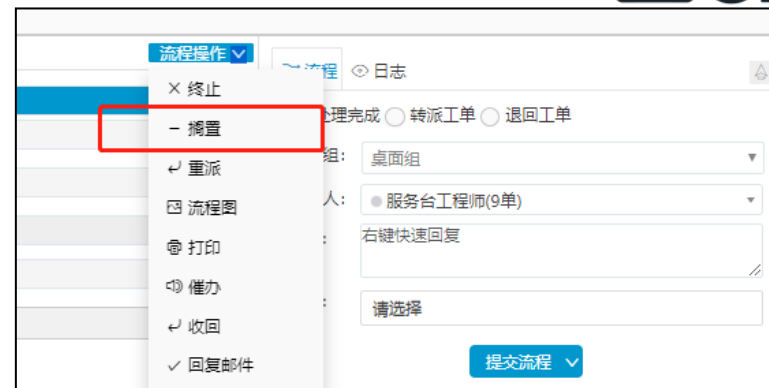 流程操作
流程 日志
终止
处理完成 转派工单 退回工单
搁置
组: 桌面组
重派
人: 服务台工程师(9单)
流程图
: 右键快速回复
打印
催办
: 请选择
收回
提交流程
回复邮件